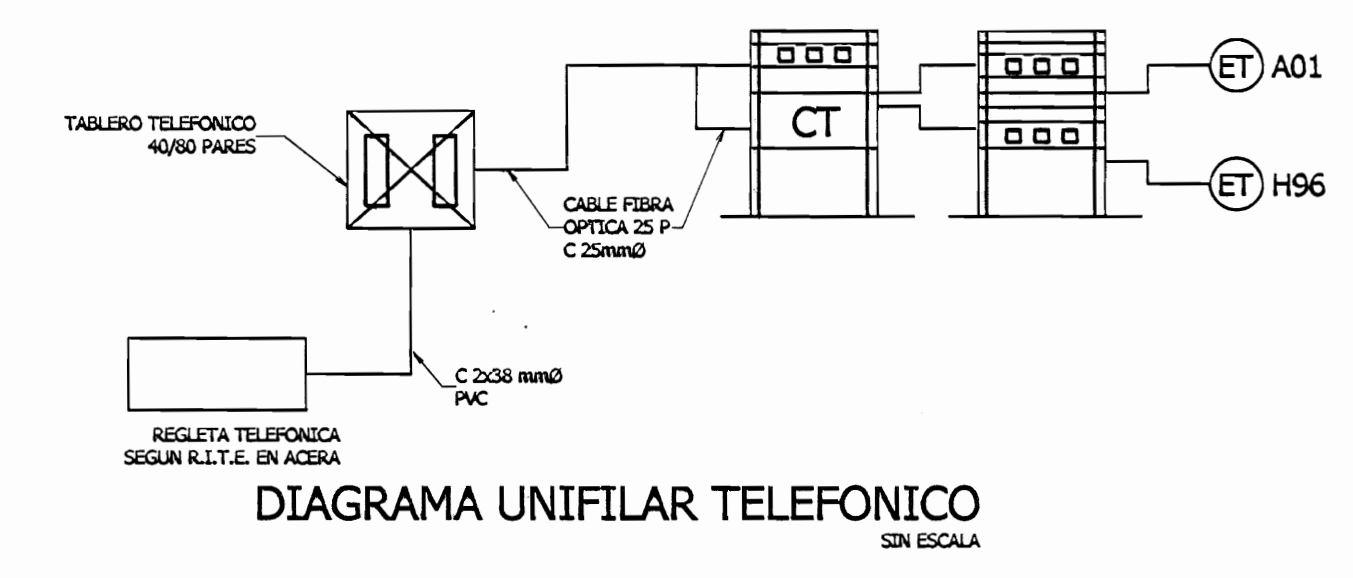 TABLERO TELEFONICO
40/80 PARES
CABLE FIBRA
OPTICA 25 P
C 25mmØ
CT
ET A01
ET H96
C 2x38 mmØ
PVC
REGLETA TELEFONICA
SEGUN R.I.T.E. EN ACERA
DIAGRAMA UNIFILAR TELEFONICO
SIN ESCALA